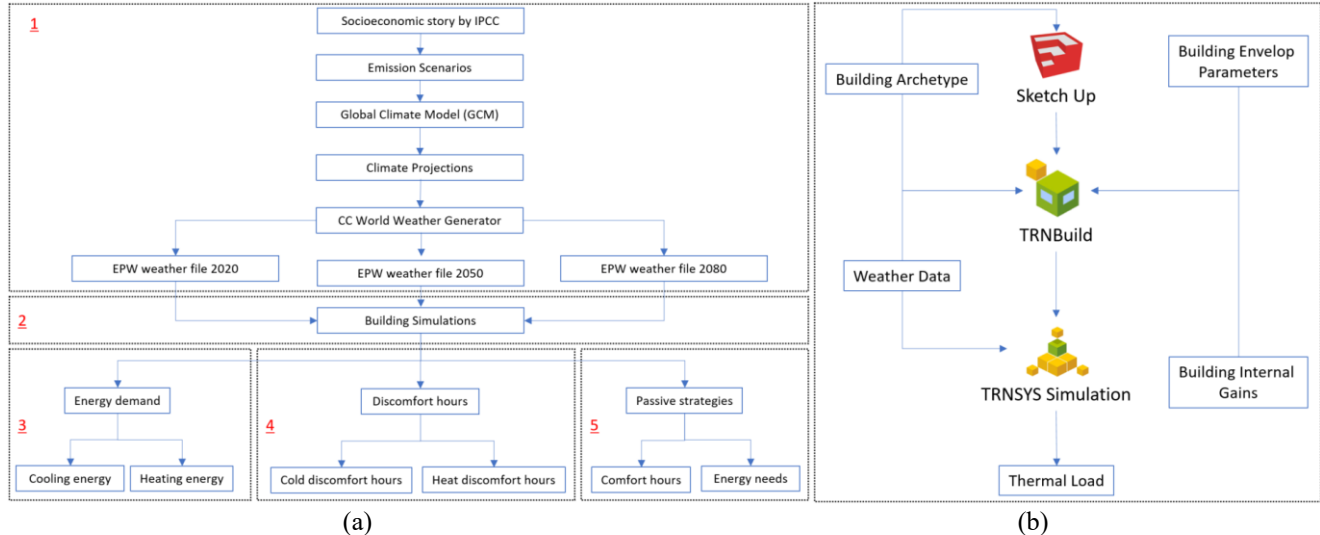 1
Socioeconomic story by IPCC
Emission Scenarios
Global Climate Model (GCM)
Climate Projections
CC World Weather Generator
EPW weather file 2020
EPW weather file 2050
EPW weather file 2080
2
Building Simulations
Energy demand
Discomfort hours
Passive strategies
3
4
5
Cooling energy
Heating energy
Cold discomfort hours
Heat discomfort hours
Comfort hours
Energy needs
(a)
Building Archetype
Sketch Up
Building Envelop
Parameters
TRNBuild
Weather Data
TRNSYS Simulation
Building Internal
Gains
Thermal Load
(b)